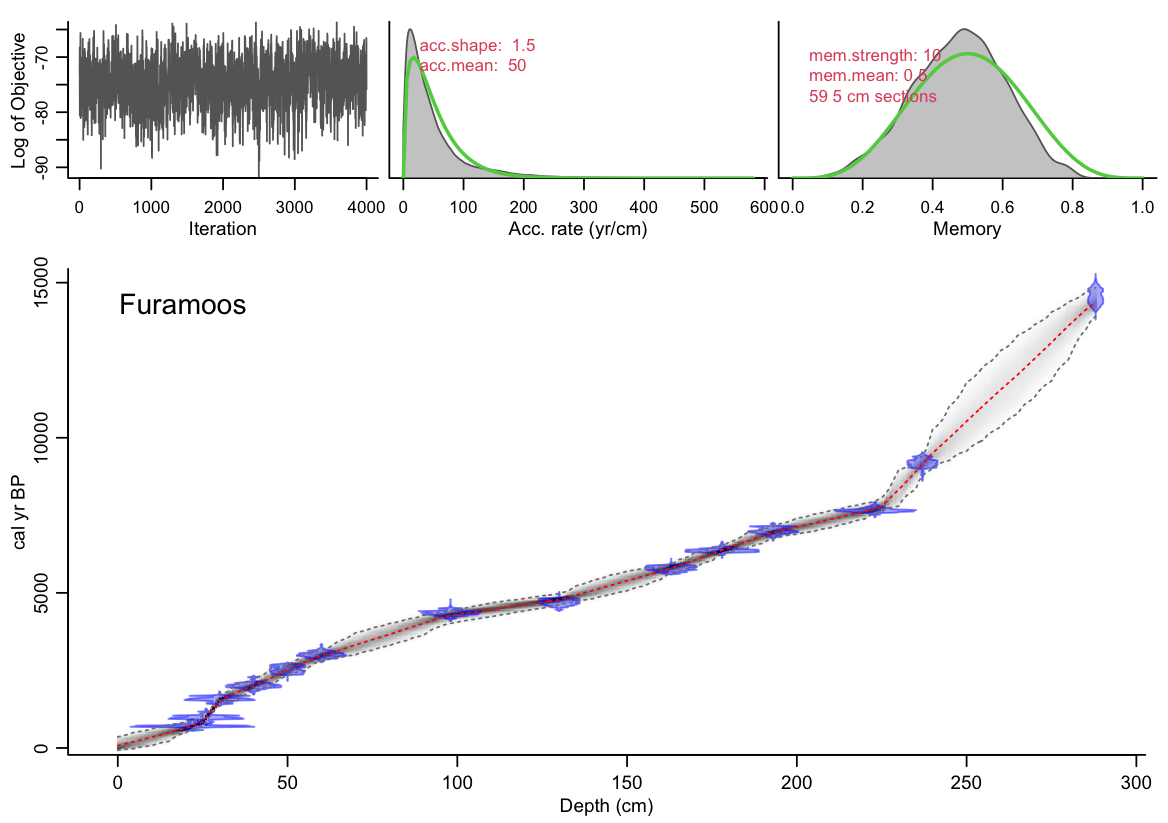 Log of Objective
-90
-80
-70
0 1000 2000 3000 4000
Iteration
acc.shape: 1.5
acc.mean: 50
0 100 200 300 400 500 600
Acc. rate (yr/cm)
mem.strength: 10
mem.mean: 0.5
59 5 cm sections
0.0 0.2 0.4 0.6 0.8 1.0
Memory
Furamoos
cal yr BP
15000
10000
5000
0
0 50 100 150 200 250 300
Depth (cm)